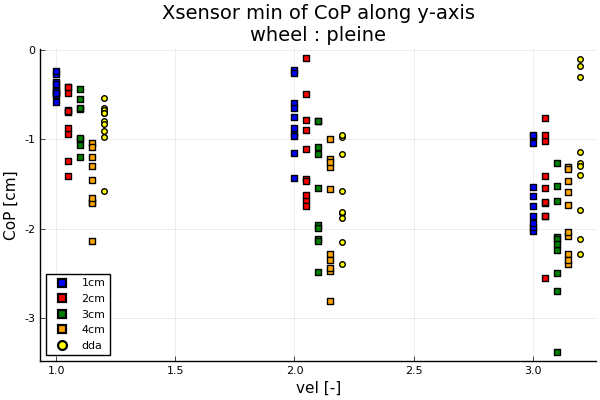 Xsensor min of CoP along y-axis
wheel : pleine
CoP [cm]
0
-1
-2
-3
1cm
2cm
3cm
4cm
dda
1.0 1.5 2.0 2.5 3.0
vel [-]